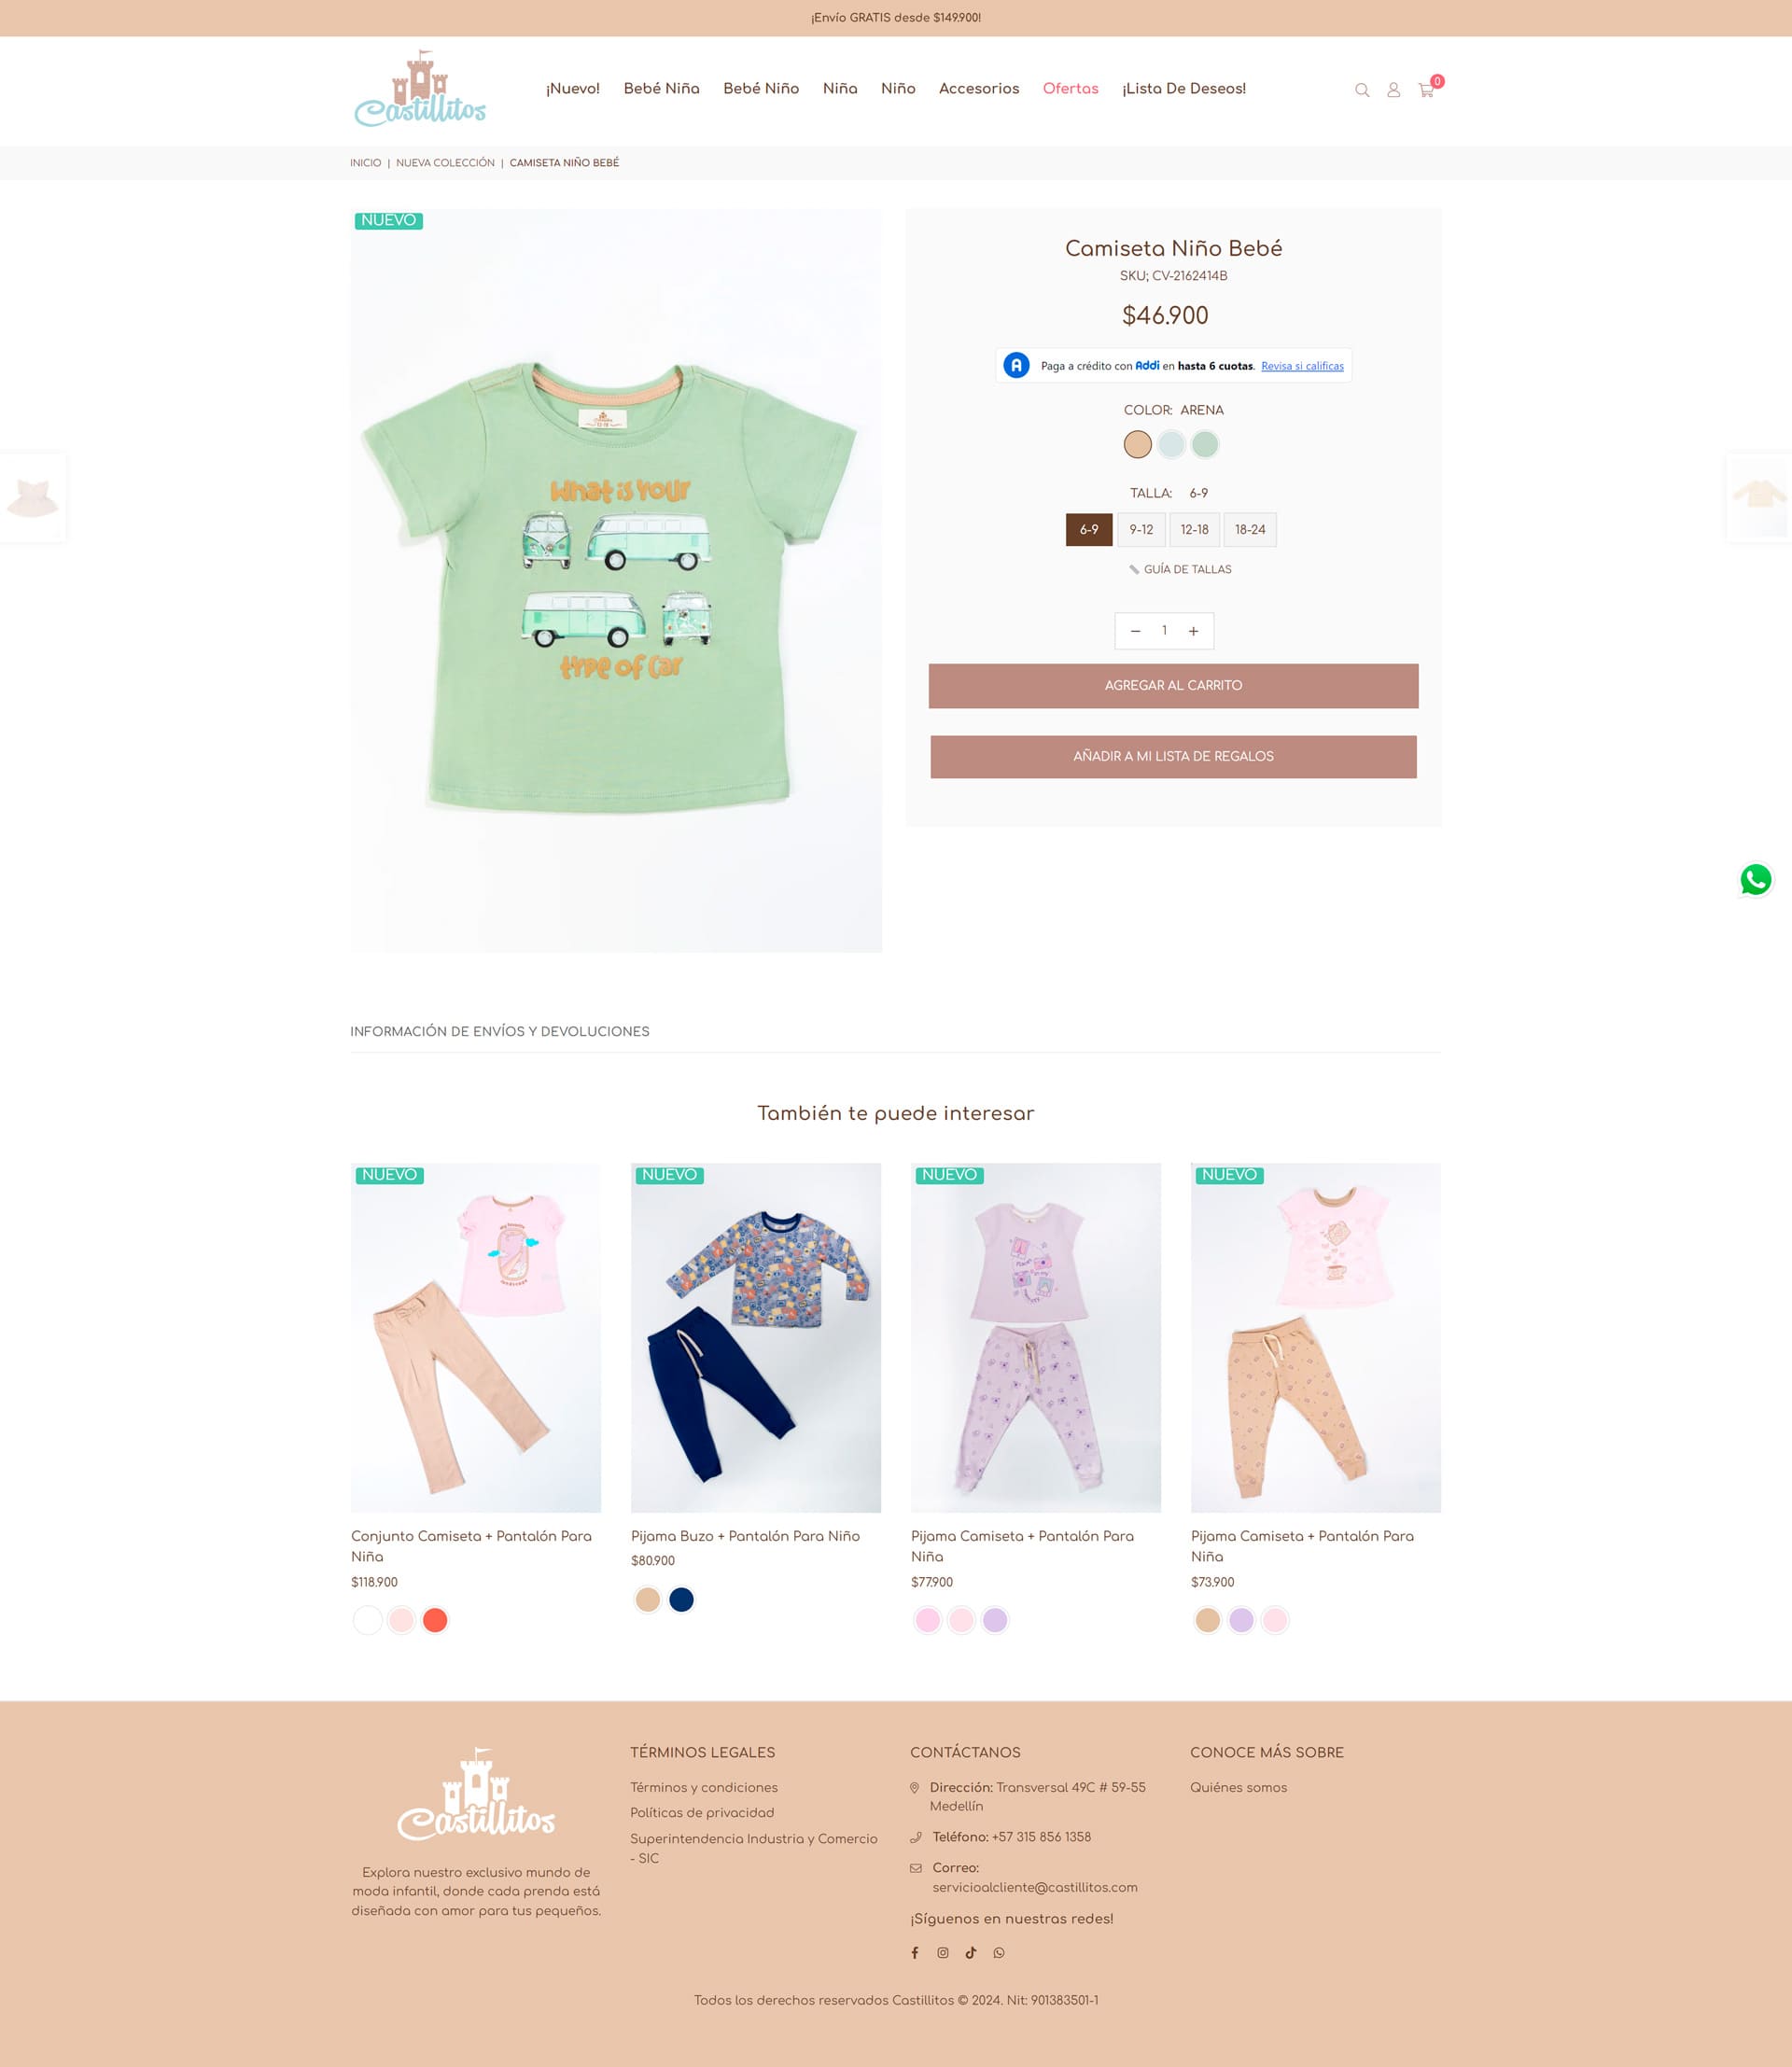 ¡Envío GRATIS desde $149.900!
Castillitos
¡Nuevo! Bebé Niña Bebé Niño Niña Niño Accesorios Ofertas ¡Lista De Deseos!
0
INICIO | NUEVA COLECCIÓN | CAMISETA NIÑO BEBÉ
NUEVO
What is Your
type of Car
Camiseta Niño Bebé
SKU; CV-2162414B
$46.900
Paga a crédito con Addi en hasta 6 cuotas. Revisa si calificas
COLOR: ARENA
TALLA: 6-9
6-9 9-12 12-18 18-24
GUÍA DE TALLAS
− 1 +
AGREGAR AL CARRITO
AÑADIR A MI LISTA DE REGALOS
INFORMACIÓN DE ENVÍOS Y DEVOLUCIONES
También te puede interesar
NUEVO NUEVO NUEVO NUEVO
Conjunto Camiseta + Pantalón Para Niña
$118.900
Pijama Buzo + Pantalón Para Niño
$80.900
Pijama Camiseta + Pantalón Para Niña
$77.900
Pijama Camiseta + Pantalón Para Niña
$73.900
Castillitos
Explora nuestro exclusivo mundo de
moda infantil, donde cada prenda está
diseñada con amor para tus pequeños.
TÉRMINOS LEGALES
Términos y condiciones
Políticas de privacidad
Superintendencia Industria y Comercio
- SIC
CONTÁCTANOS
Dirección: Transversal 49C # 59-55
Medellín
Teléfono: +57 315 856 1358
Correo:
servicioalcliente@castillitos.com
¡Síguenos en nuestras redes!
CONOCE MÁS SOBRE
Quiénes somos
Todos los derechos reservados Castillitos © 2024. Nit: 901383501-1